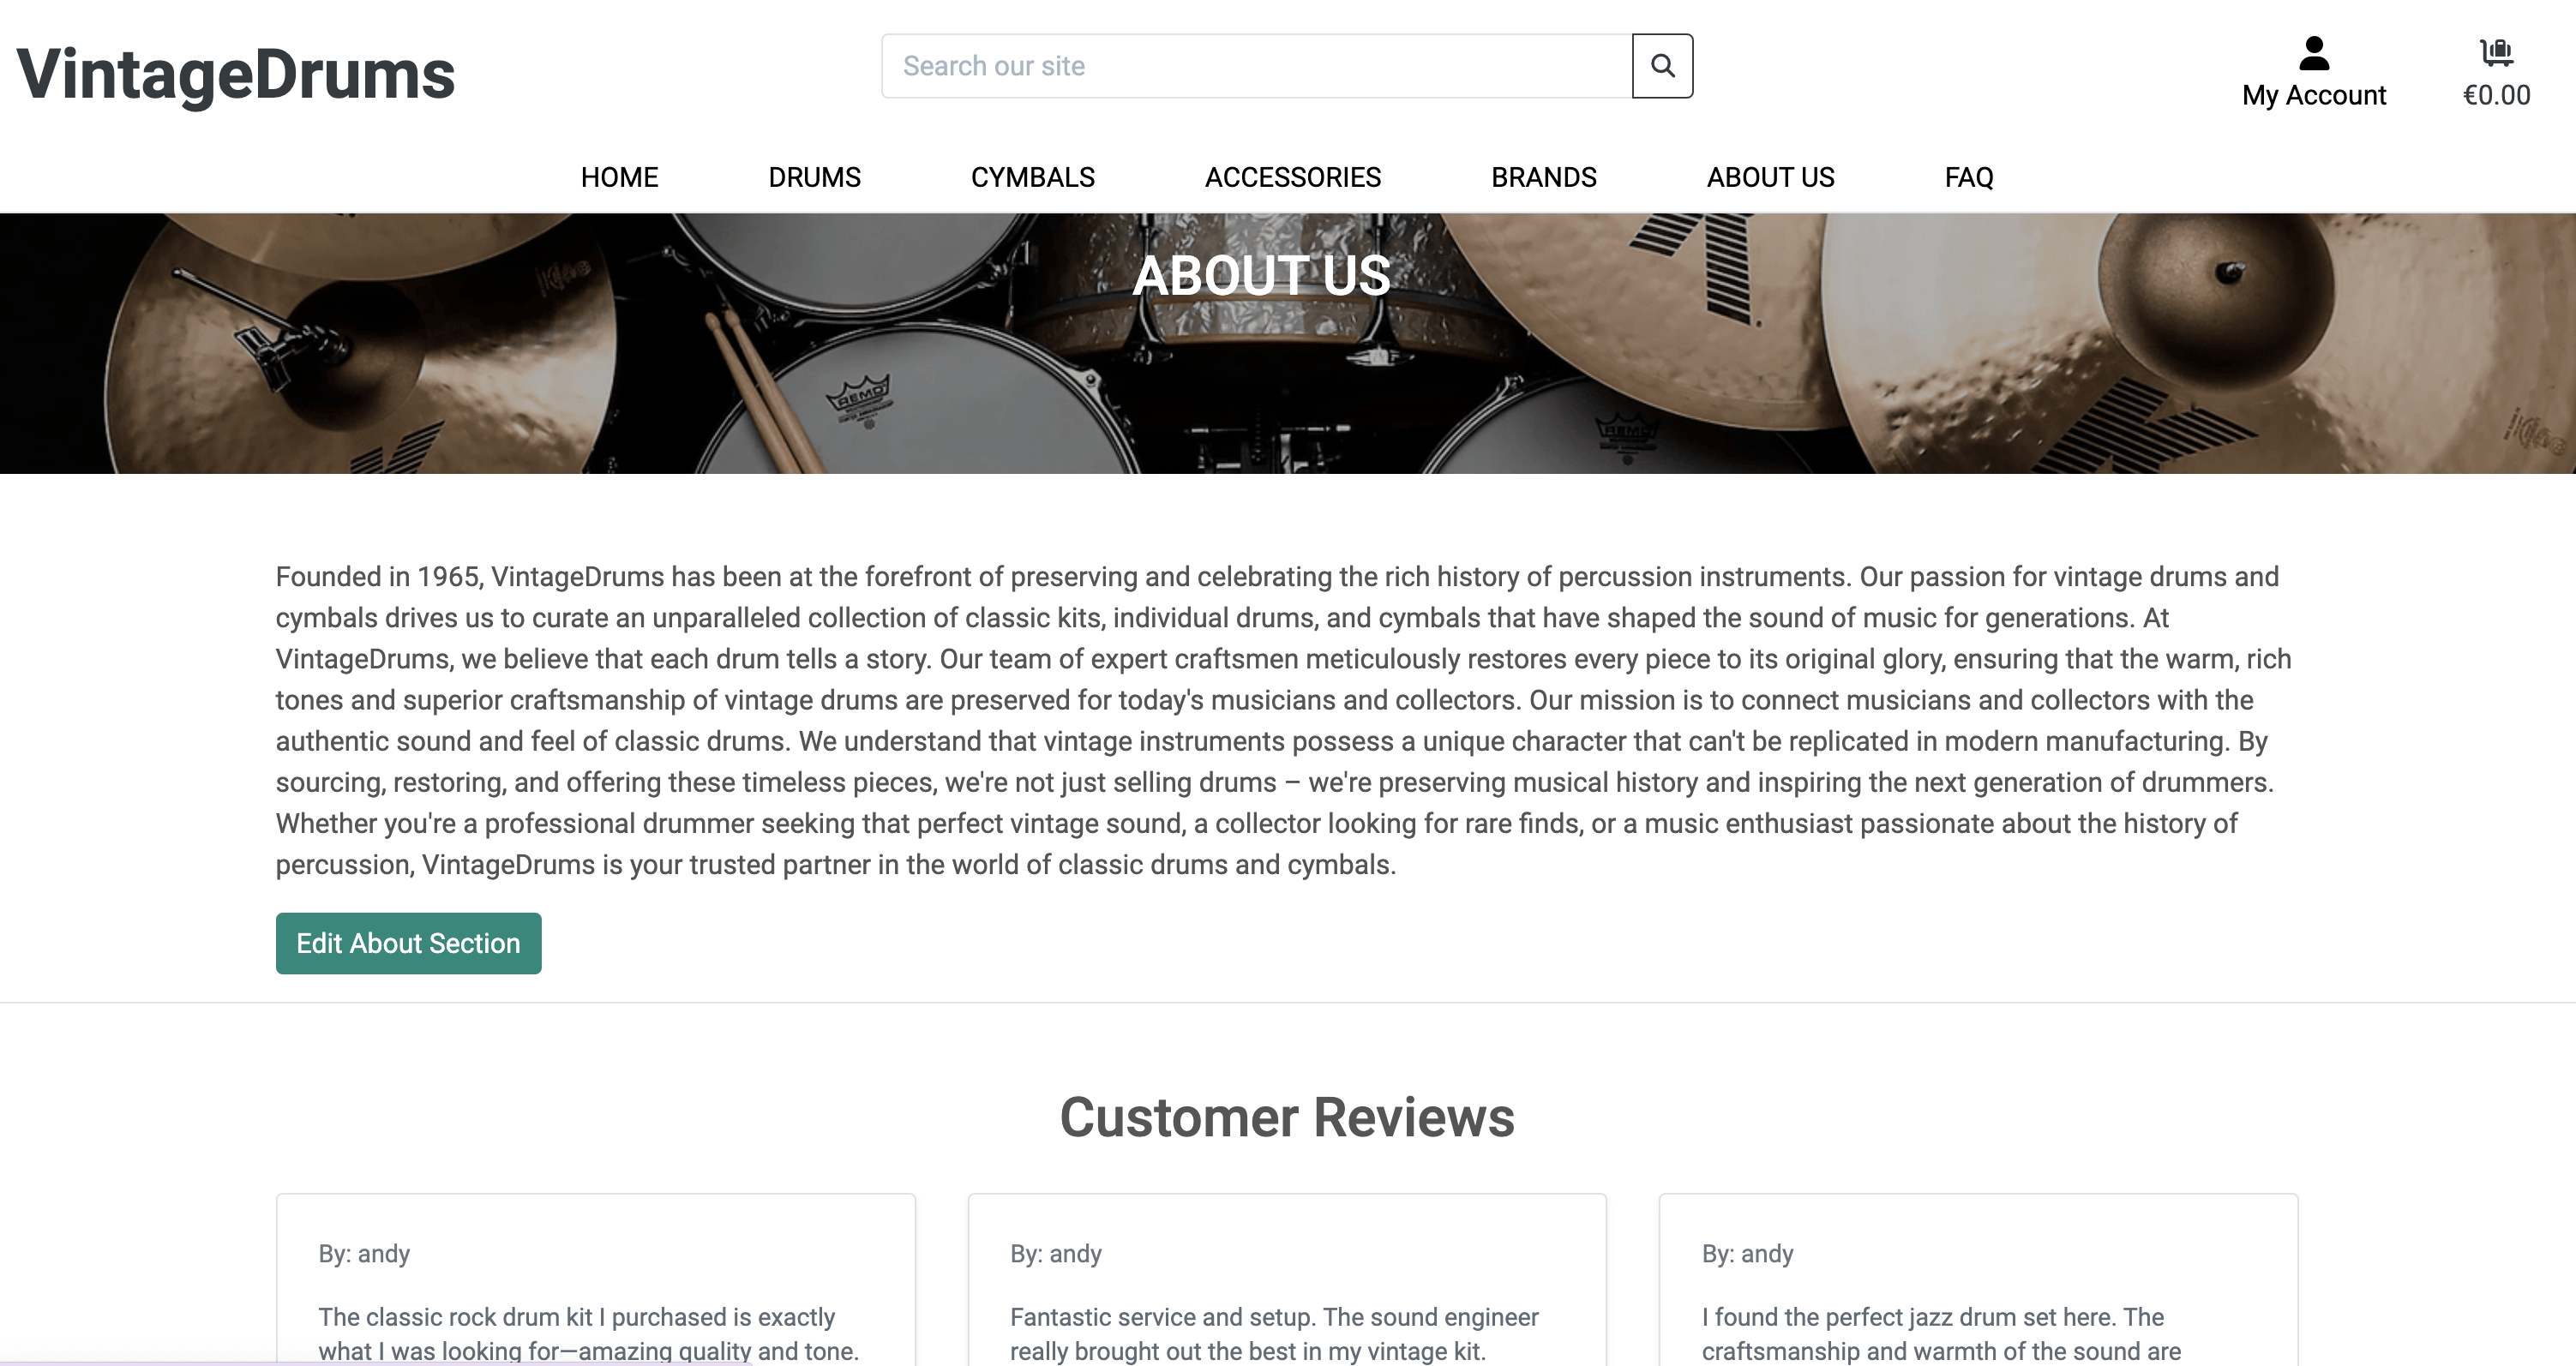 VintageDrums
Search our site
My Account
€0.00
HOME
DRUMS
CYMBALS
ACCESSORIES
BRANDS
ABOUT US
FAQ
ABOUT US
REMO
REMO
K
K
K
Founded in 1965, VintageDrums has been at the forefront of preserving and celebrating the rich history of percussion instruments. Our passion for vintage drums and
cymbals drives us to curate an unparalleled collection of classic kits, individual drums, and cymbals that have shaped the sound of music for generations. At
VintageDrums, we believe that each drum tells a story. Our team of expert craftsmen meticulously restores every piece to its original glory, ensuring that the warm, rich
tones and superior craftsmanship of vintage drums are preserved for today's musicians and collectors. Our mission is to connect musicians and collectors with the
authentic sound and feel of classic drums. We understand that vintage instruments possess a unique character that can't be replicated in modern manufacturing. By
sourcing, restoring, and offering these timeless pieces, we're not just selling drums – we're preserving musical history and inspiring the next generation of drummers.
Whether you're a professional drummer seeking that perfect vintage sound, a collector looking for rare finds, or a music enthusiast passionate about the history of
percussion, VintageDrums is your trusted partner in the world of classic drums and cymbals.
Edit About Section
Customer Reviews
By: andy
The classic rock drum kit I purchased is exactly
what I was looking for—amazing quality and tone.
By: andy
Fantastic service and setup. The sound engineer
really brought out the best in my vintage kit.
By: andy
I found the perfect jazz drum set here. The
craftsmanship and warmth of the sound are